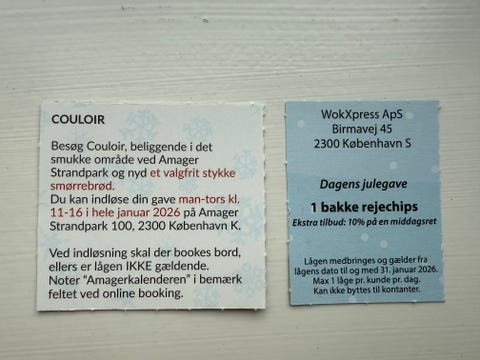 COULOIR
Besøg Couloir, beliggende i det
smukke område ved Amager
Strandpark og nyd et valgfrit stykke
smørrebrød.
Du kan indløse din gave man-tors kl.
11-16 i hele januar 2026 på Amager
Strandpark 100, 2300 København K.
Ved indløsning skal der bookes bord,
ellers er lågen IKKE gældende.
Noter "Amagerkalenderen" i bemærk
feltet ved online booking.
WokXpress ApS
Birmavej 45
2300 København S
Dagens julegave
1 bakke rejechips
Ekstra tilbud: 10% på en middagsret
Lågen medbringes og gælder fra
lågens dato til og med 31. januar 2026.
Max 1 låge pr. kunde pr. dag.
Kan ikke byttes til kontanter.